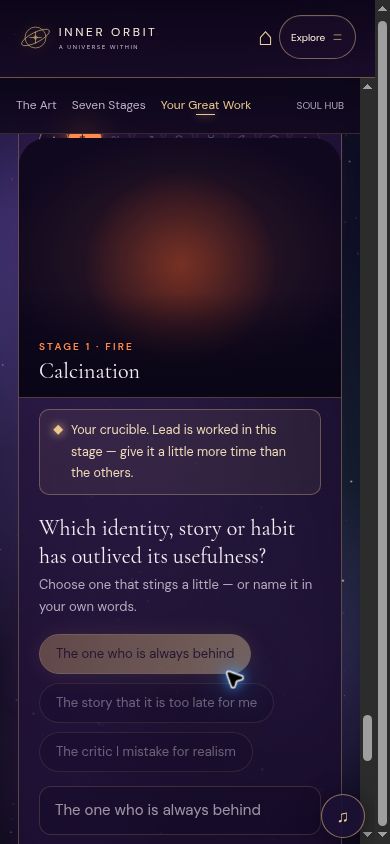 INNER ORBIT
A UNIVERSE WITHIN
Explore
The Art
Seven Stages
Your Great Work
SOUL HUB
STAGE 1 · FIRE
Calcination
Your crucible. Lead is worked in this
stage — give it a little more time than
the others.
Which identity, story or habit
has outlived its usefulness?
Choose one that stings a little — or name it in
your own words.
The one who is always behind
The story that it is too late for me
The critic I mistake for realism
The one who is always behind